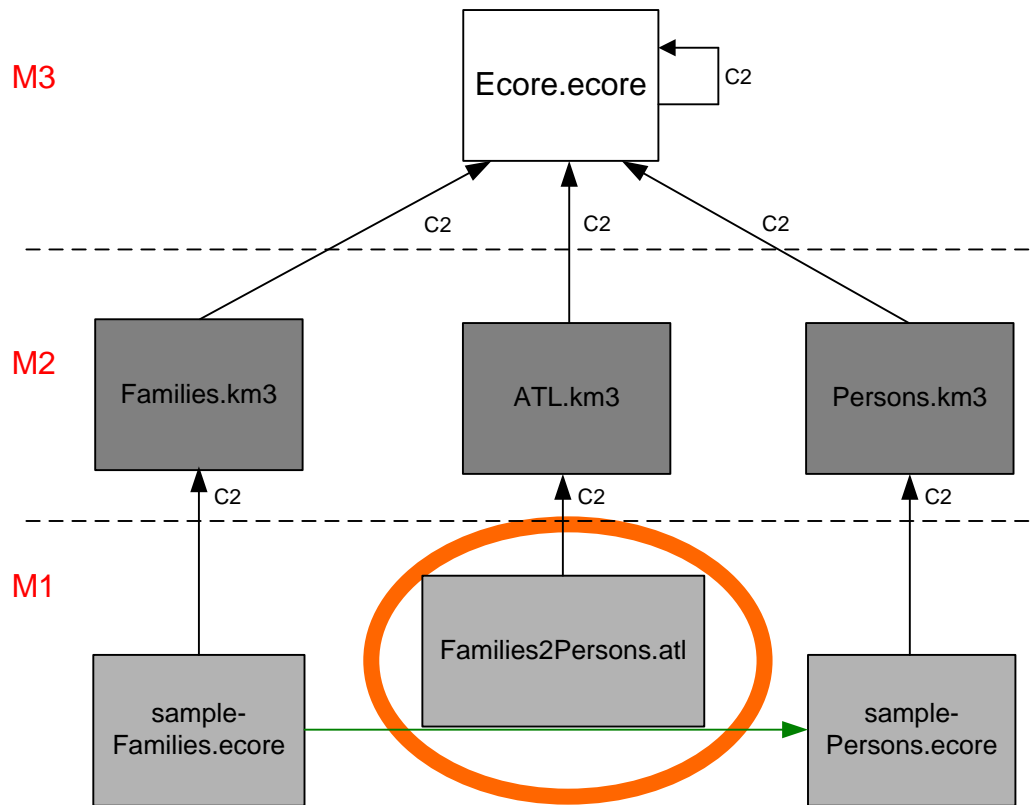 M3
Ecore.ecore
C2
C2
C2
C2
M2
Families.km3
ATL.km3
Persons.km3
C2
C2
C2
M1
Families2Persons.atl
sample-
Families.ecore
sample-
Persons.ecore